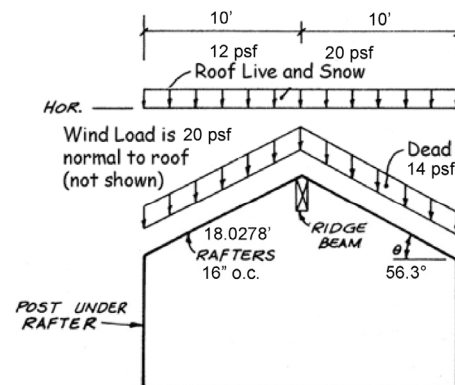 10' 10'
12 psf 20 psf
Roof Live and Snow
HOR.
Wind Load is 20 psf
normal to roof
(not shown)
Dead
14 psf
18.0278'
RAFTERS
16" o.c.
RIDGE
BEAM
θ
56.3°
POST UNDER
RAFTER